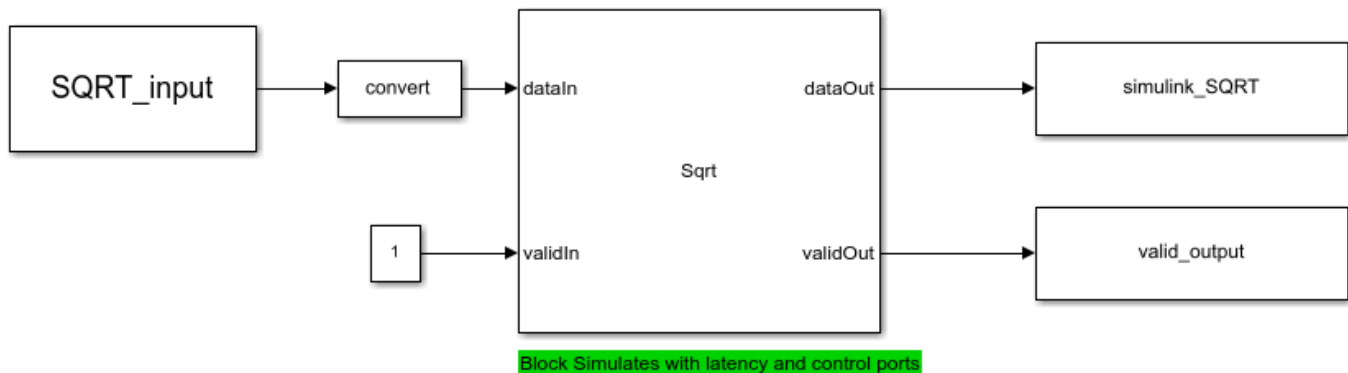 SQRT_input
convert
dataIn
dataOut
simulink_SQRT
Sqrt
1
validIn
validOut
valid_output
Block Simulates with latency and control ports